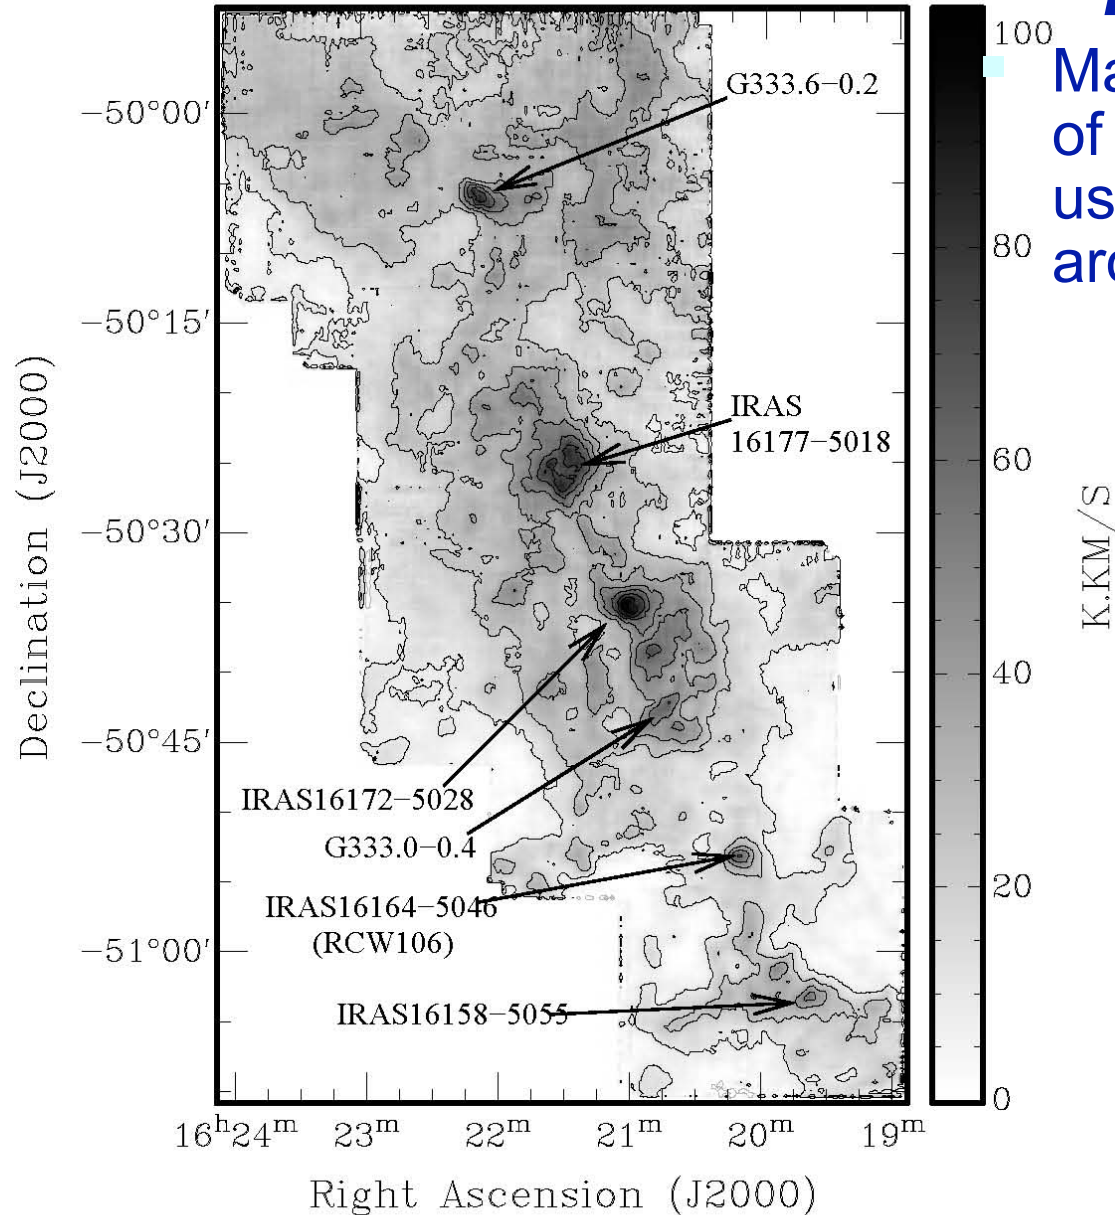 G333.6−0.2
IRAS
16177−5018
IRAS16172−5028
G333.0−0.4
IRAS16164−5046
(RCW106)
IRAS16158−5055
−50°00′
−50°15′
−50°30′
−50°45′
−51°00′
Declination (J2000)
16ʰ24ᵐ 23ᵐ 22ᵐ 21ᵐ 20ᵐ 19ᵐ
Right Ascension (J2000)
100
80
60
40
20
0
K.KM/S
Ma
of
us
arc